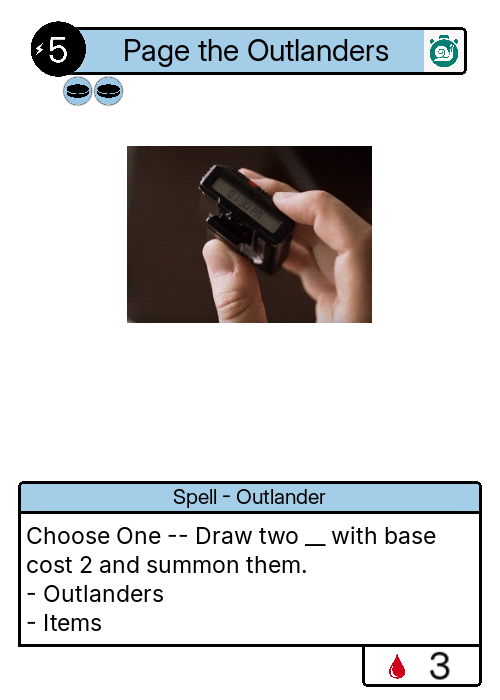 5
Page the Outlanders
Spell - Outlander
Choose One -- Draw two __ with base
cost 2 and summon them.
- Outlanders
- Items
3